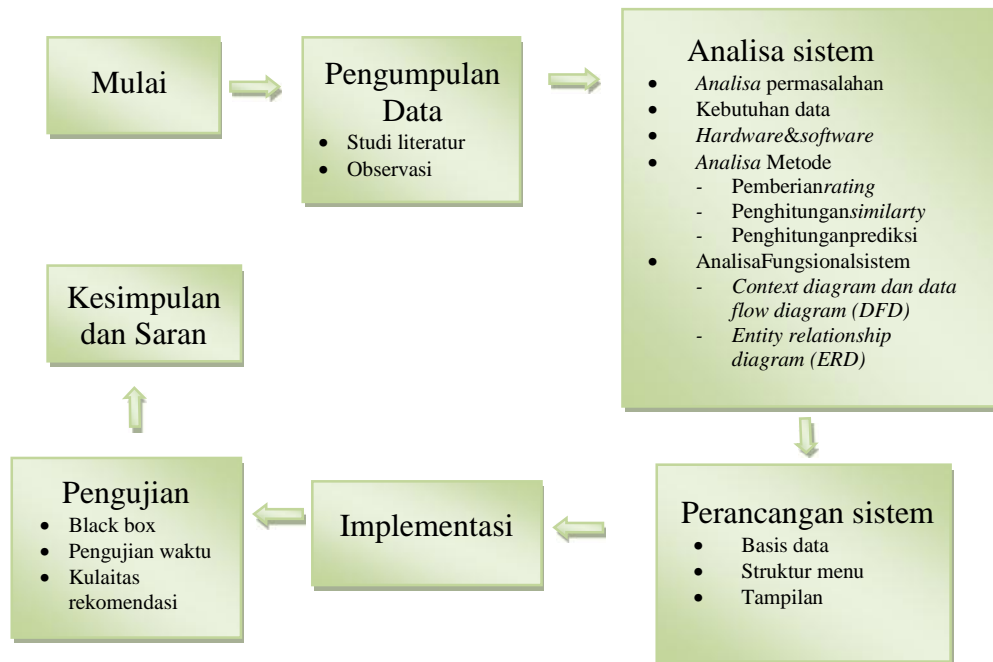 Mulai
Pengumpulan
Data
• Studi literatur
• Observasi
Analisa sistem
• Analisa permasalahan
• Kebutuhan data
• Hardware&software
• Analisa Metode
- Pemberianrating
- Penghitungansimilarty
- Penghitunganprediksi
• AnalisaFungsionalsistem
- Context diagram dan data
flow diagram (DFD)
- Entity relationship
diagram (ERD)
Perancangan sistem
• Basis data
• Struktur menu
• Tampilan
Implementasi
Pengujian
• Black box
• Pengujian waktu
• Kulaitas
rekomendasi
Kesimpulan
dan Saran